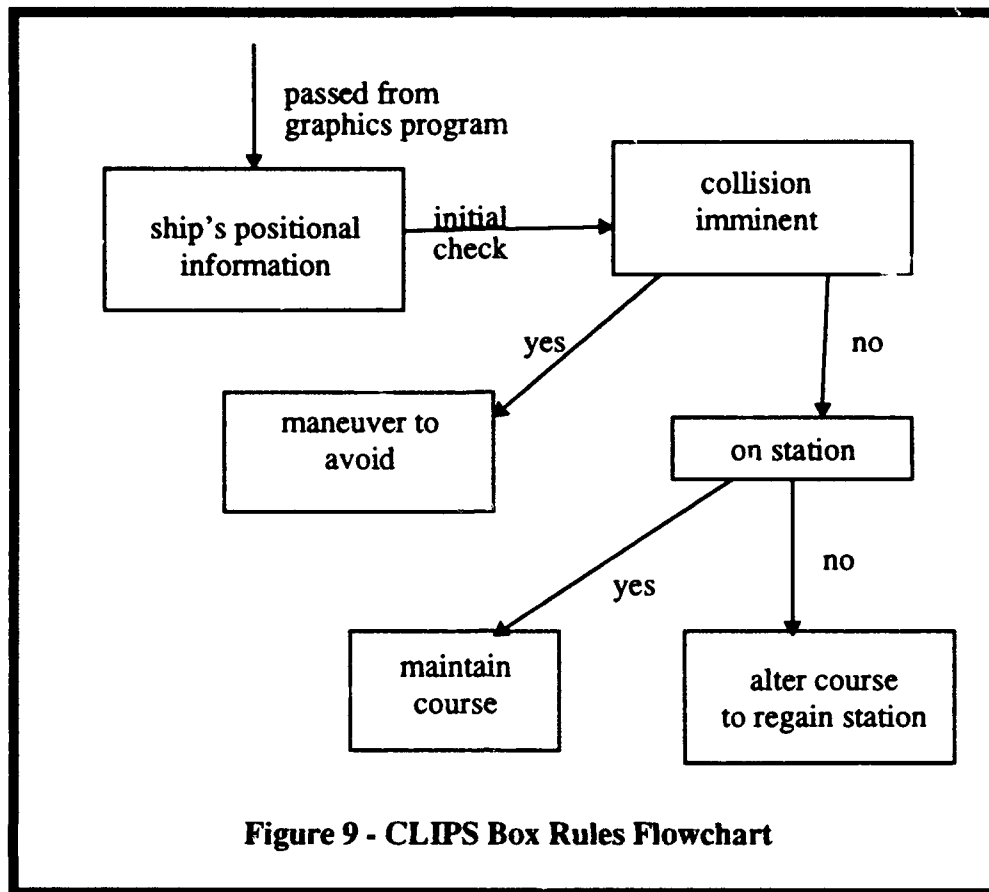 passed from
graphics program
ship's positional
information
initial
check
collision
imminent
yes
no
maneuver to
avoid
on station
yes
no
maintain
course
alter course
to regain station
Figure 9 - CLIPS Box Rules Flowchart